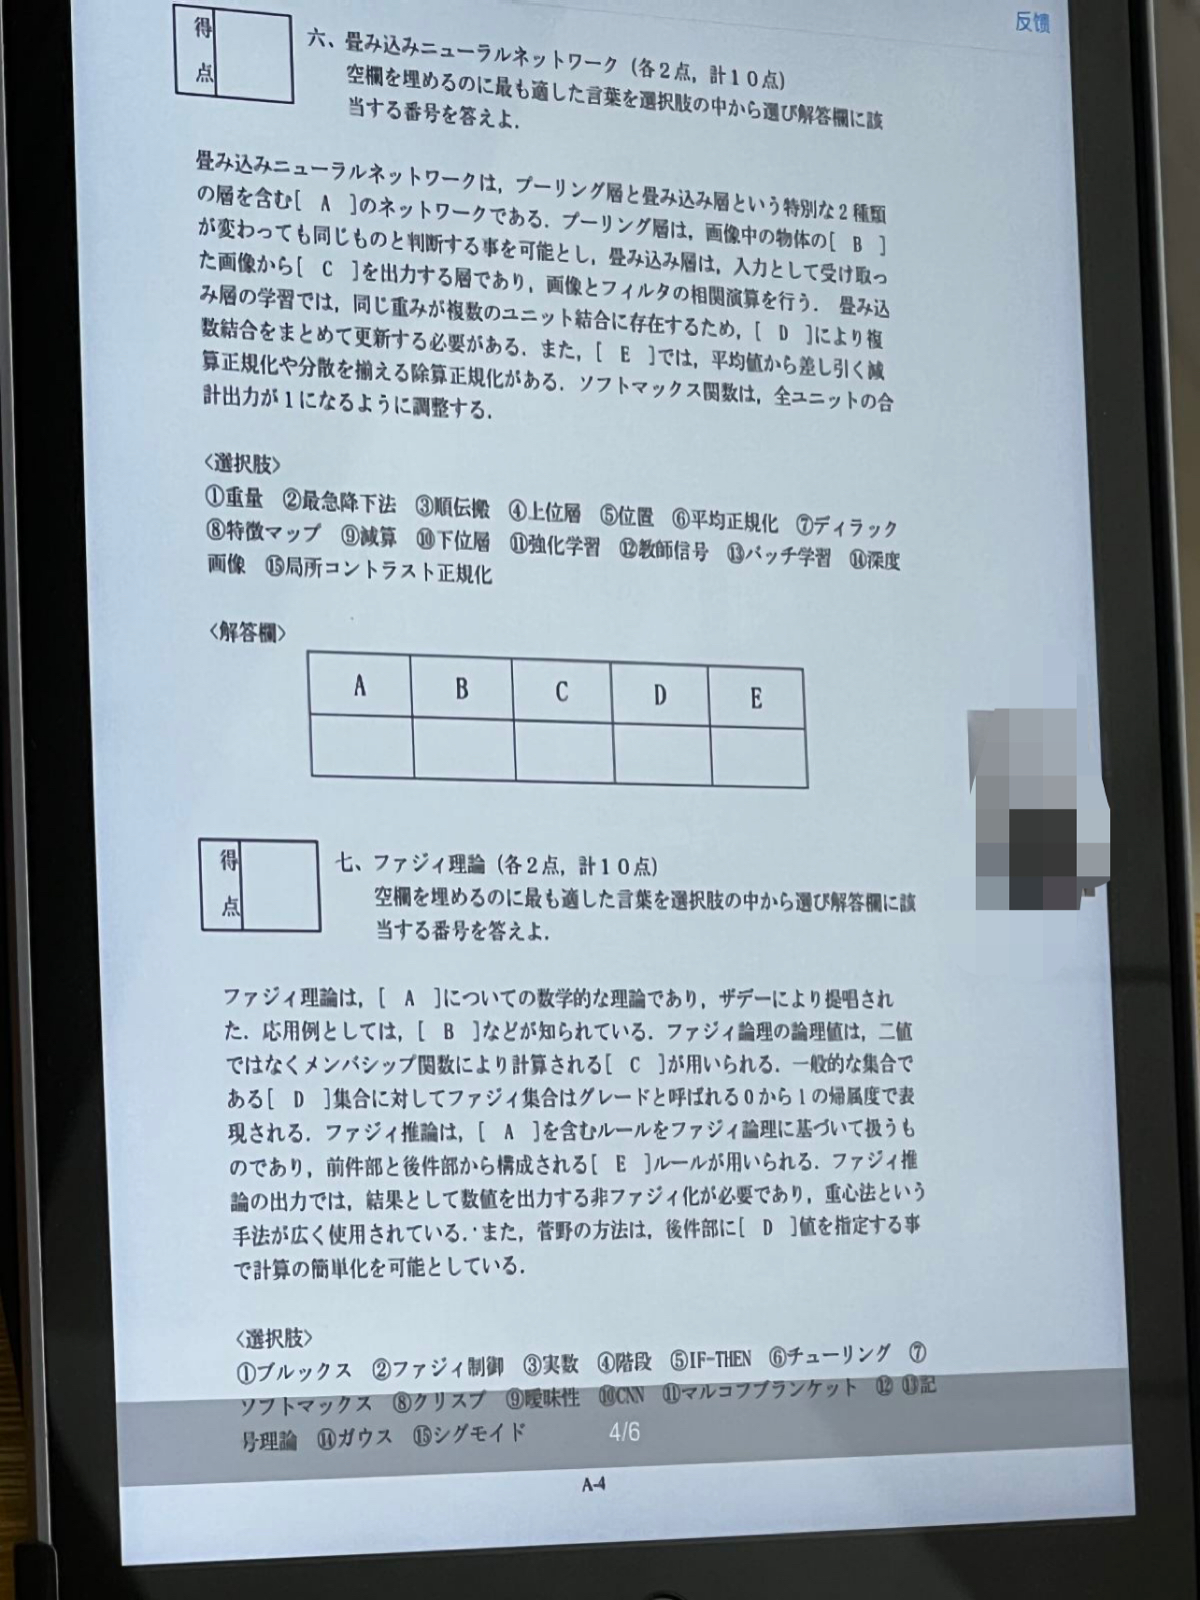 反馈
得点
六、畳み込みニューラルネットワーク（各２点，計１０点）
空欄を埋めるのに最も適した言葉を選択肢の中から選び解答欄に該
当する番号を答えよ．
畳み込みニューラルネットワークは，プーリング層と畳み込み層という特別な２種類
の層を含む[　A　]のネットワークである．プーリング層は，画像中の物体の[　B　]
が変わっても同じものと判断する事を可能とし，畳み込み層は，入力として受け取っ
た画像から[　C　]を出力する層であり，画像とフィルタの相関演算を行う．　畳み込
み層の学習では，同じ重みが複数のユニット結合に存在するため，[　D　]により複
数結合をまとめて更新する必要がある．また，[　E　]では，平均値から差し引く減
算正規化や分散を揃える除算正規化がある．ソフトマックス関数は，全ユニットの合
計出力が１になるように調整する．
〈選択肢〉
①重量　②最急降下法　③順伝搬　④上位層　⑤位置　⑥平均正規化　⑦ディラック
⑧特徴マップ　⑨減算　⑩下位層　⑪強化学習　⑫教師信号　⑬バッチ学習　⑭深度
画像　⑮局所コントラスト正規化
〈解答欄〉
A　B　C　D　E
得点
七、ファジィ理論（各２点，計１０点）
空欄を埋めるのに最も適した言葉を選択肢の中から選び解答欄に該
当する番号を答えよ．
ファジィ理論は，[　A　]についての数学的な理論であり，ザデーにより提唱され
た．応用例としては，[　B　]などが知られている．ファジィ論理の論理値は，二値
ではなくメンバシップ関数により計算される[　C　]が用いられる．一般的な集合で
ある[　D　]集合に対してファジィ集合はグレードと呼ばれる０から１の帰属度で表
現される．ファジィ推論は，[　A　]を含むルールをファジィ論理に基づいて扱うも
のであり，前件部と後件部から構成される[　E　]ルールが用いられる．ファジィ推
論の出力では，結果として数値を出力する非ファジィ化が必要であり，重心法という
手法が広く使用されている．また，菅野の方法は，後件部に[　D　]値を指定する事
で計算の簡単化を可能としている．
〈選択肢〉
①ブルックス　②ファジィ制御　③実数　④階段　⑤IF-THEN　⑥チューリング　⑦
ソフトマックス　⑧クリスプ　⑨曖昧性　⑩CNN　⑪マルコフブランケット　⑫　⑬記
号理論　⑭ガウス　⑮シグモイド
4/6
A-4